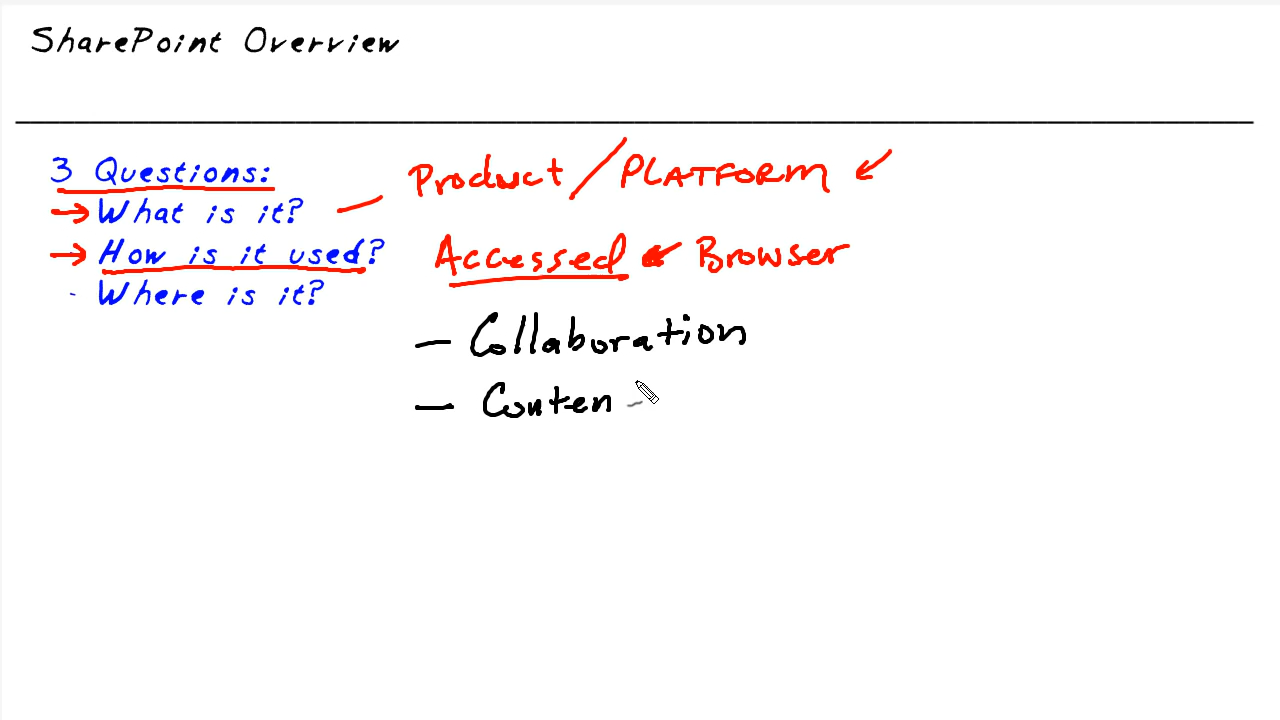 SharePoint Overview
3 Questions:
What is it?
How is it used?
Where is it?
Product / PLATFORM
Accessed Browser
- Collaboration
- Conten